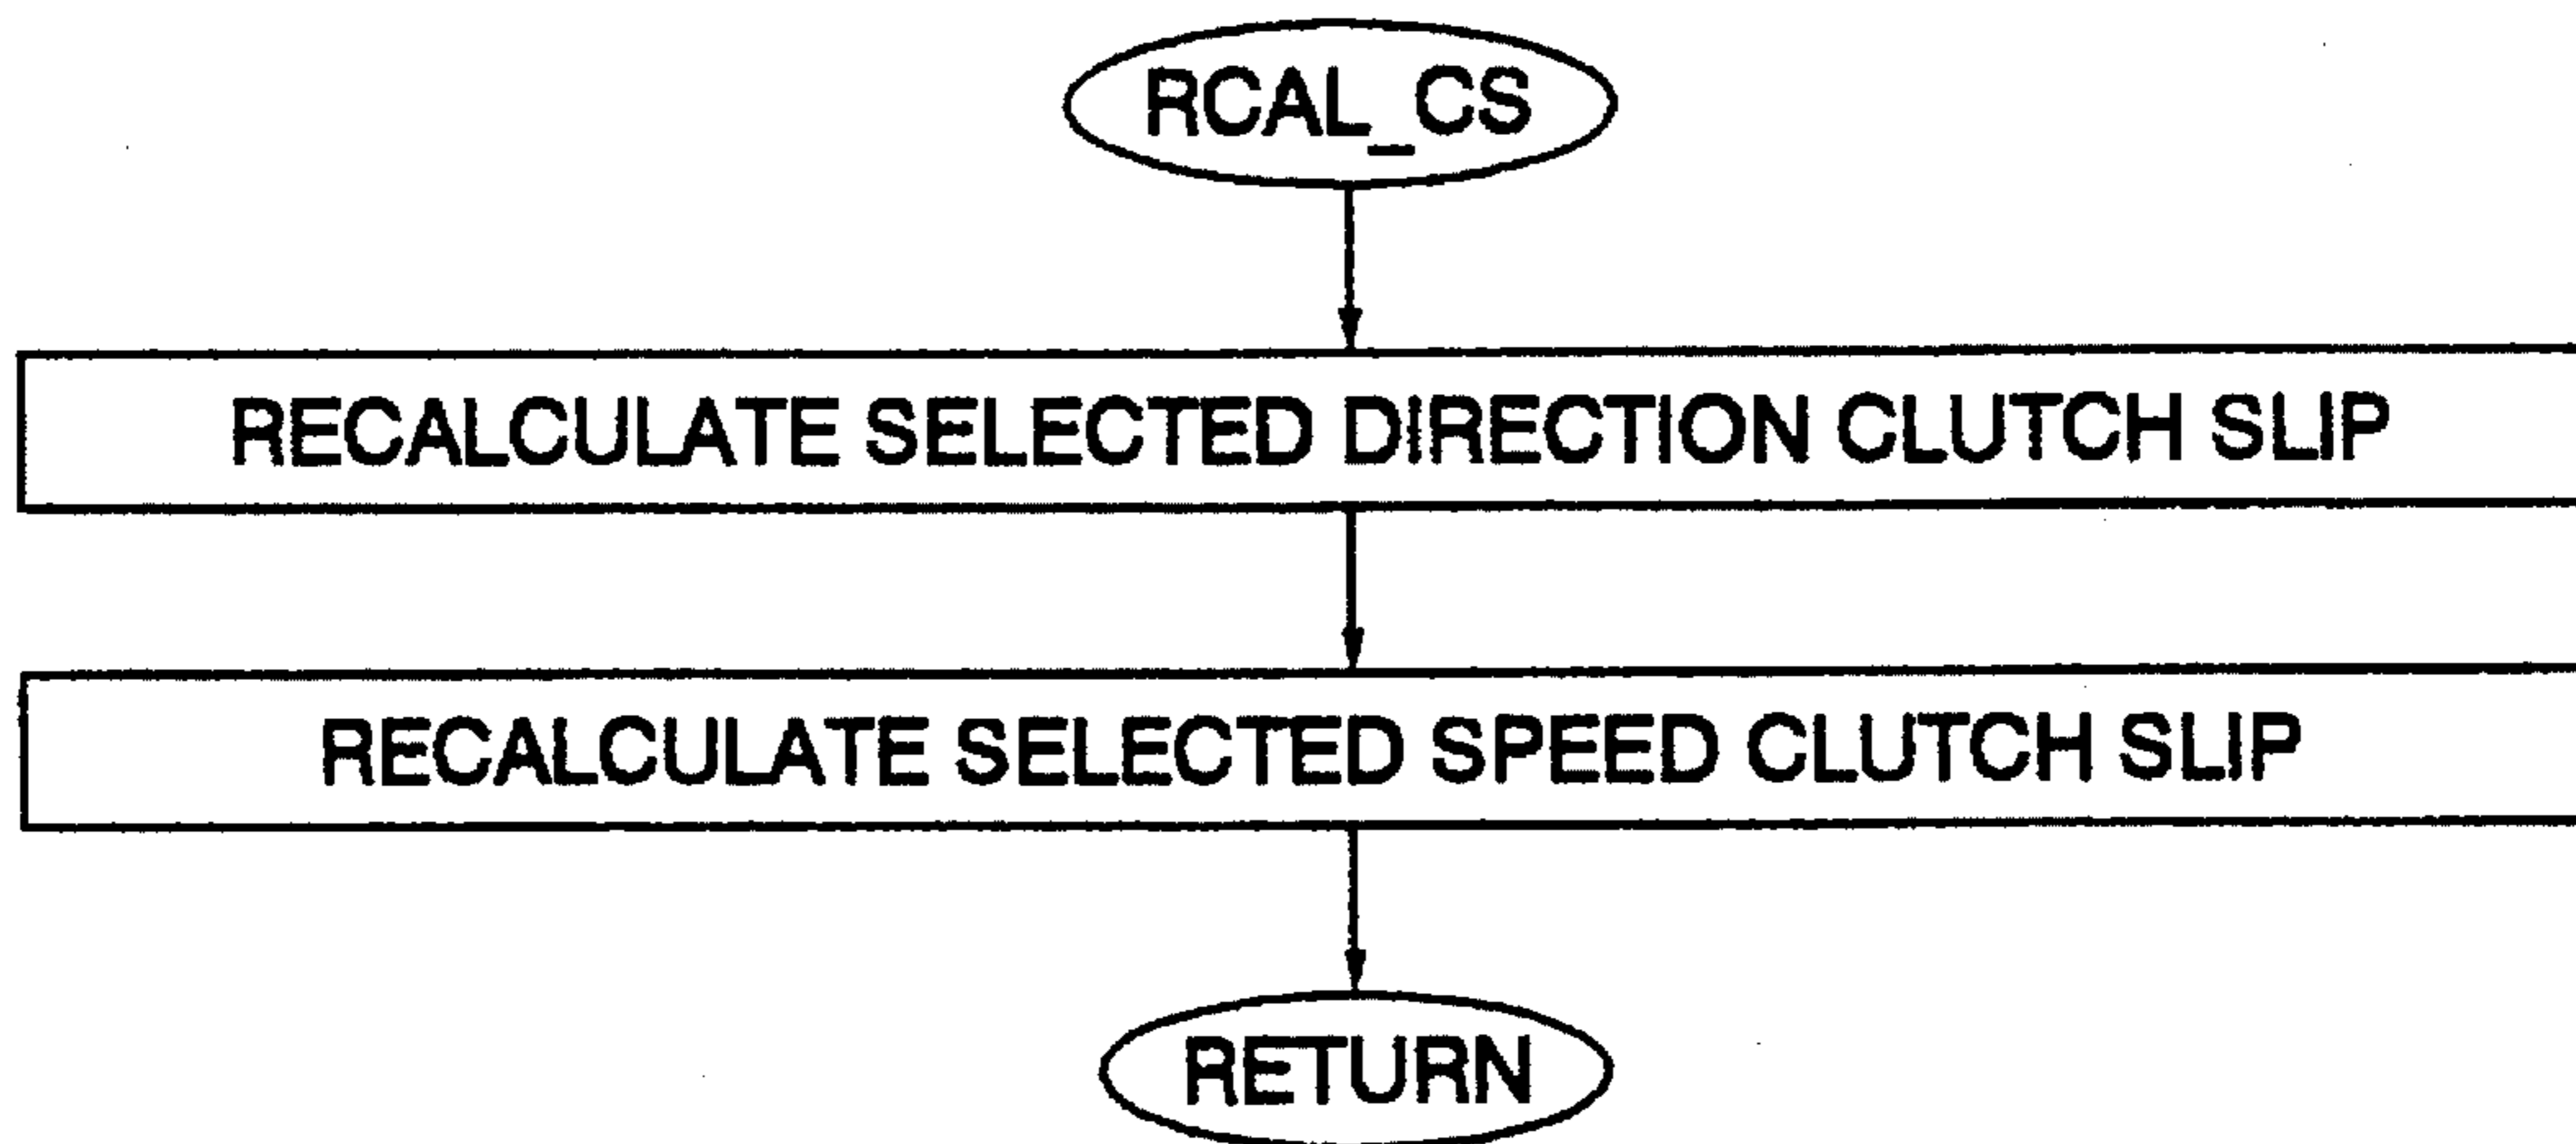 RCAL_CS
RECALCULATE SELECTED DIRECTION CLUTCH SLIP
RECALCULATE SELECTED SPEED CLUTCH SLIP
RETURN